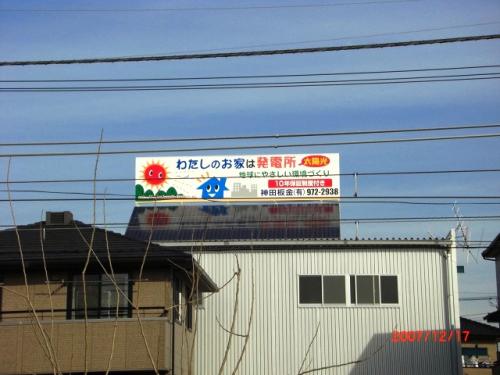 わたしのお家は発電所 太陽光
地球にやさしい環境づくり
10年保証制度付き
神田板金(有) 972-2938
2007/12/17